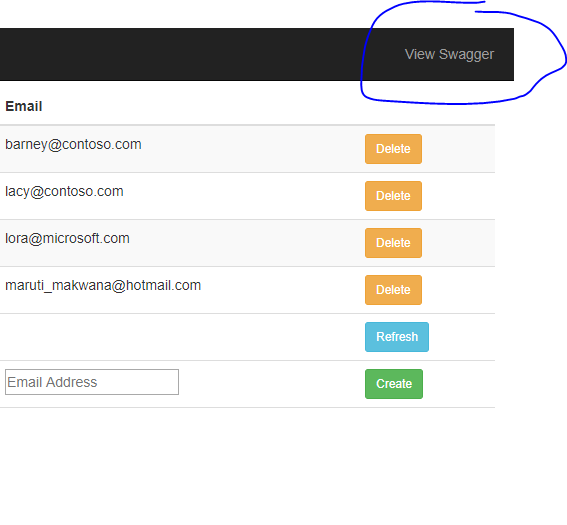 View Swagger
Email
barney@contoso.com Delete
lacy@contoso.com Delete
lora@microsoft.com Delete
maruti_makwana@hotmail.com Delete
Refresh
Email Address Create